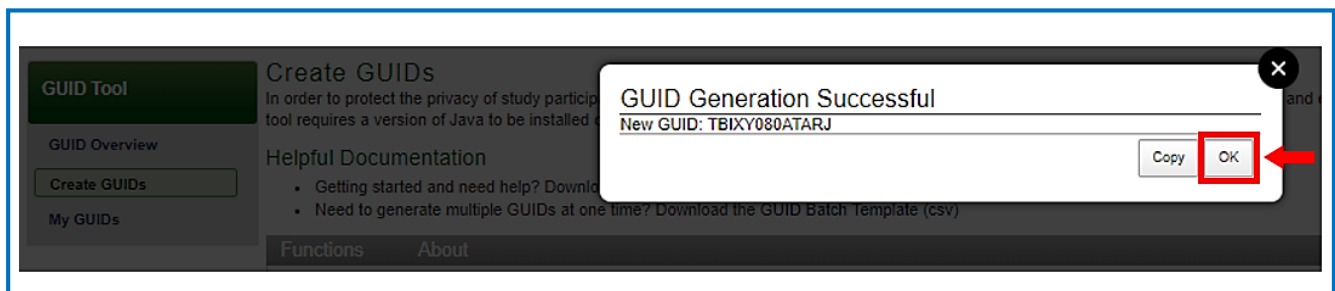 GUID Tool
GUID Overview
Create GUIDs
My GUIDs
Create GUIDs
In order to protect the privacy of study particip
and
tool requires a version of Java to be installed
Helpful Documentation
Getting started and need help? Downlo
Need to generate multiple GUIDs at one time? Download the GUID Batch Template (csv)
Functions About
GUID Generation Successful
New GUID: TBIXY080ATARJ
Copy OK